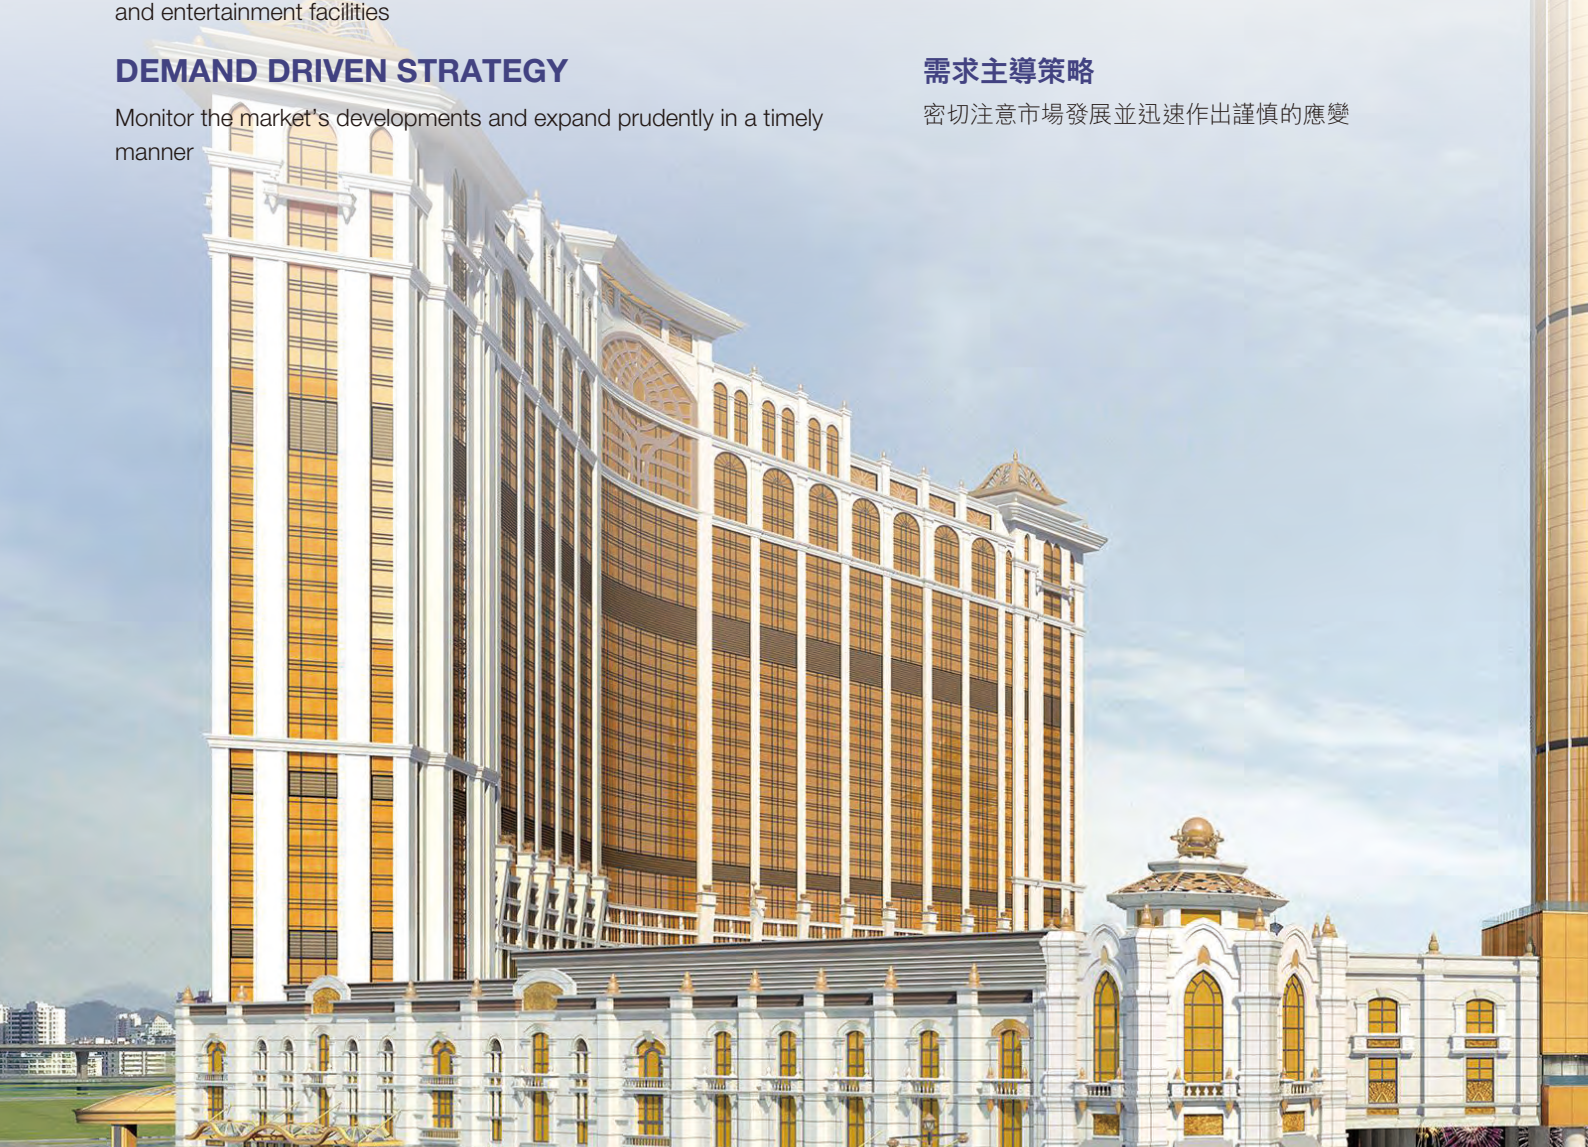 and entertainment facilities
DEMAND DRIVEN STRATEGY
Monitor the market's developments and expand prudently in a timely
manner
需求主導策略
密切注意市場發展並迅速作出謹慎的應變